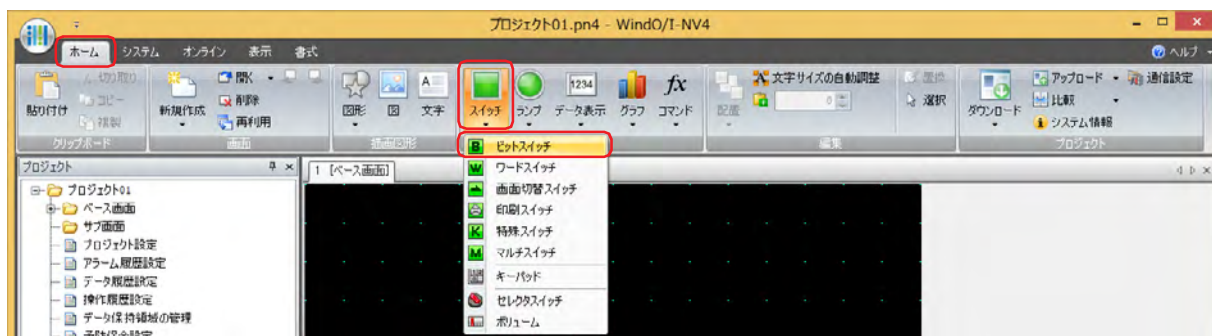 プロジェクト01.pn4 - WindO/I-NV4
ホーム システム オンライン 表示 書式 ヘルプ
貼り付け 切り取り コピー 複製
クリップボード
新規作成 開く 削除 再利用
画面
図形 図 文字 スイッチ ランプ データ表示 グラフ コマンド
A 1234 fx
描画図形
配置 文字サイズの自動調整 0 置換 選択
編集
ダウンロード アップロード 比較 システム情報 通信設定
プロジェクト
B ビットスイッチ
W ワードスイッチ
画面切替スイッチ
印刷スイッチ
K 特殊スイッチ
M マルチスイッチ
キーパッド
セレクタスイッチ
ボリューム
プロジェクト
プロジェクト01
ベース画面
サブ画面
プロジェクト設定
アラーム履歴設定
データ履歴設定
操作履歴設定
データ保持領域の管理
予防保全設定
1 [ベース画面]